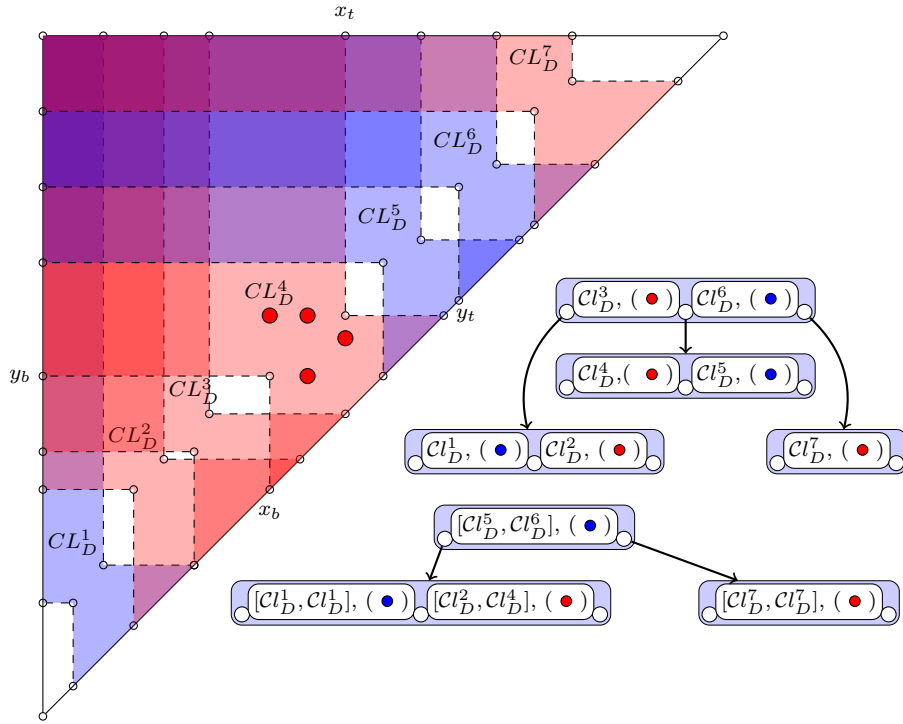 x_t
CL_D^7
CL_D^6
CL_D^5
CL_D^4
y_t
Cl_D^3, ( ) Cl_D^6, ( )
y_b
CL_D^3
Cl_D^4,( ) Cl_D^5, ( )
CL_D^2
Cl_D^1, ( ) Cl_D^2, ( ) Cl_D^7, ( )
x_b
CL_D^1
[Cl_D^5, Cl_D^6], ( )
[Cl_D^1, Cl_D^1], ( ) [Cl_D^2, Cl_D^4], ( ) [Cl_D^7, Cl_D^7], ( )